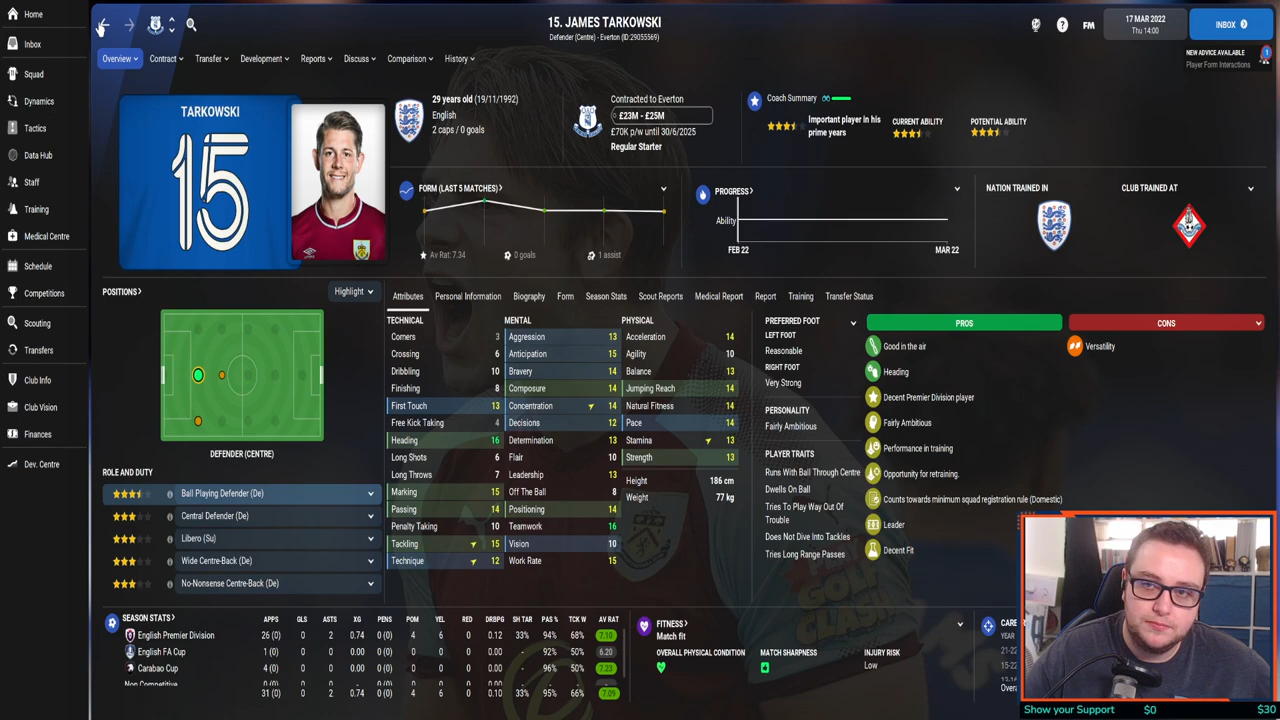 Home
Inbox
Squad
Dynamics
Tactics
Data Hub
Staff
Training
Medical Centre
Schedule
Competitions
Scouting
Transfers
Club Info
Club Vision
Finances
Dev. Centre
15. JAMES TARKOWSKI
Defender (Centre) - Everton (ID:29055569)
FM
17 MAR 2022
Thu 14:00
INBOX
NEW ADVICE AVAILABLE
Player Form Interactions
1
Overview
Contract
Transfer
Development
Reports
Discuss
Comparison
History
TARKOWSKI
15
29 years old (19/11/1992)
English
2 caps / 0 goals
Contracted to Everton
£23M - £25M
£70K p/w until 30/6/2025
Regular Starter
Coach Summary
Important player in his
prime years
CURRENT ABILITY
POTENTIAL ABILITY
FORM (LAST 5 MATCHES)
Av Rat: 7.34
0 goals
1 assist
PROGRESS
Ability
FEB 22
MAR 22
NATION TRAINED IN
CLUB TRAINED AT
POSITIONS
Highlight
DEFENDER (CENTRE)
ROLE AND DUTY
Ball Playing Defender (De)
Central Defender (De)
Libero (Su)
Wide Centre-Back (De)
No-Nonsense Centre-Back (De)
Attributes
Personal Information
Biography
Form
Season Stats
Scout Reports
Medical Report
Report
Training
Transfer Status
TECHNICAL
Corners 3
Crossing 6
Dribbling 10
Finishing 8
First Touch 13
Free Kick Taking 4
Heading 16
Long Shots 6
Long Throws 7
Marking 15
Passing 14
Penalty Taking 10
Tackling 15
Technique 12
MENTAL
Aggression 13
Anticipation 15
Bravery 14
Composure 14
Concentration 14
Decisions 12
Determination 13
Flair 10
Leadership 13
Off The Ball 8
Positioning 14
Teamwork 16
Vision 10
Work Rate 15
PHYSICAL
Acceleration 14
Agility 10
Balance 13
Jumping Reach 14
Natural Fitness 14
Pace 14
Stamina 13
Strength 13
Height 186 cm
Weight 77 kg
PREFERRED FOOT
LEFT FOOT
Reasonable
RIGHT FOOT
Very Strong
PERSONALITY
Fairly Ambitious
PLAYER TRAITS
Runs With Ball Through Centre
Dwells On Ball
Tries To Play Way Out Of
Trouble
Does Not Dive Into Tackles
Tries Long Range Passes
PROS
Good in the air
Heading
Decent Premier Division player
Fairly Ambitious
Performance in training
Opportunity for retraining.
Counts towards minimum squad registration rule (Domestic)
Leader
Decent Fit
CONS
Versatility
SEASON STATS
APPS GLS ASTS XG PENS POM YEL RED DRBPG SH TAR PAS % TCK W AV RAT
English Premier Division 26 (0) 0 2 0.74 0 (0) 4 6 0 0.12 33% 94% 68% 7.10
English FA Cup 1 (0) 0 0 0.00 0 (0) 0 0 0 0.00 - 92% 50% 6.20
Carabao Cup 4 (0) 0 0 0.00 0 (0) 0 0 0 0.00 - 96% 50% 7.23
31 (0) 0 2 0.74 0 (0) 4 6 0 0.10 33% 95% 66% 7.09
FITNESS
Match fit
OVERALL PHYSICAL CONDITION
MATCH SHARPNESS
INJURY RISK
Low
YEAR
21-22
Show your Support $0 $30